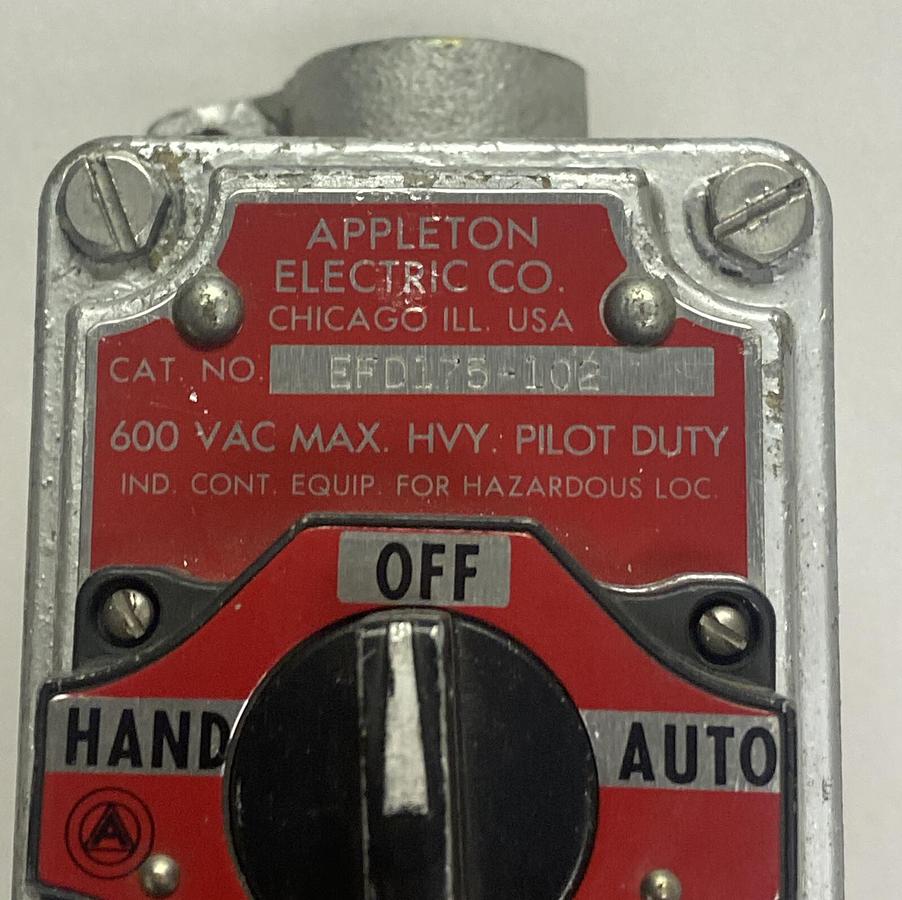 APPLETON
ELECTRIC CO.
CHICAGO ILL. USA
CAT. NO. EFD175-102
600 VAC MAX. HVY. PILOT DUTY
IND. CONT. EQUIP. FOR HAZARDOUS LOC.
OFF
HAND AUTO
A